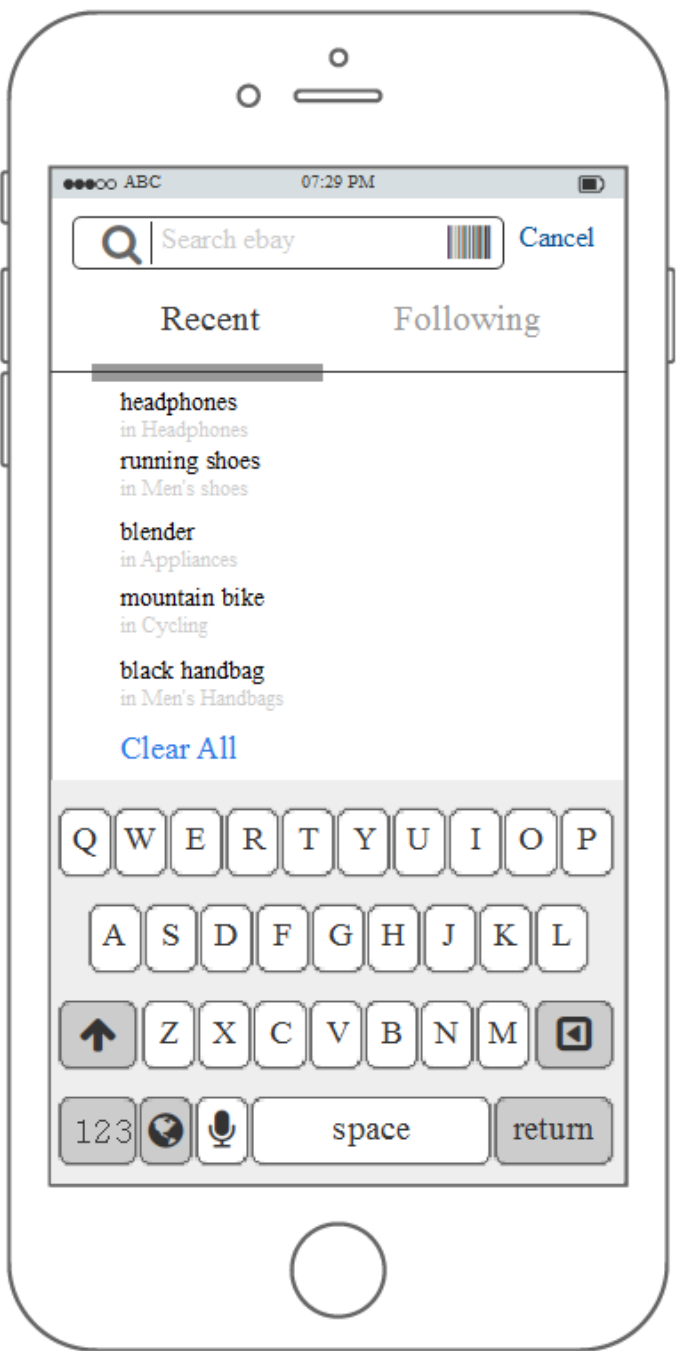 ABC 07:29 PM
Search ebay Cancel
Recent Following
headphones
in Headphones
running shoes
in Men's shoes
blender
in Appliances
mountain bike
in Cycling
black handbag
in Men's Handbags
Clear All
Q W E R T Y U I O P
A S D F G H J K L
Z X C V B N M
123 space return